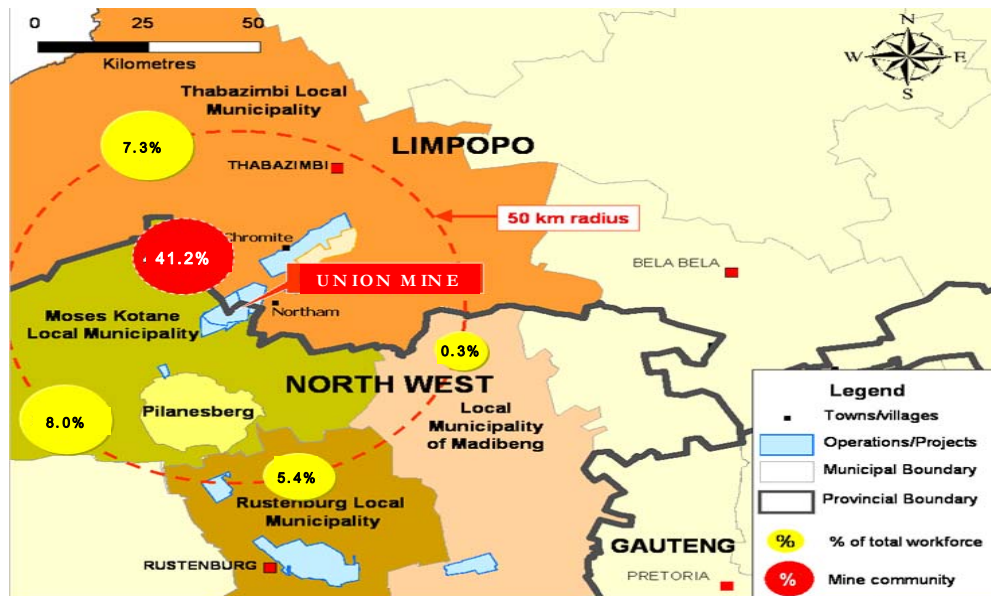 0 25 50
Kilometres
N
W E
S
Thabazimbi Local
Municipality
7.3%
LIMPOPO
THABAZIMBI
50 km radius
41.2%
Chromite
BELA BELA
UNION MINE
Northam
Moses Kotane
Local Municipality
0.3%
NORTH WEST
Pilanesberg
8.0%
Local
Municipality
of Madibeng
5.4%
Rustenburg Local
Municipality
RUSTENBURG
GAUTENG
PRETORIA
Legend
Towns/villages
Operations/Projects
Municipal Boundary
Provincial Boundary
% % of total workforce
% Mine community